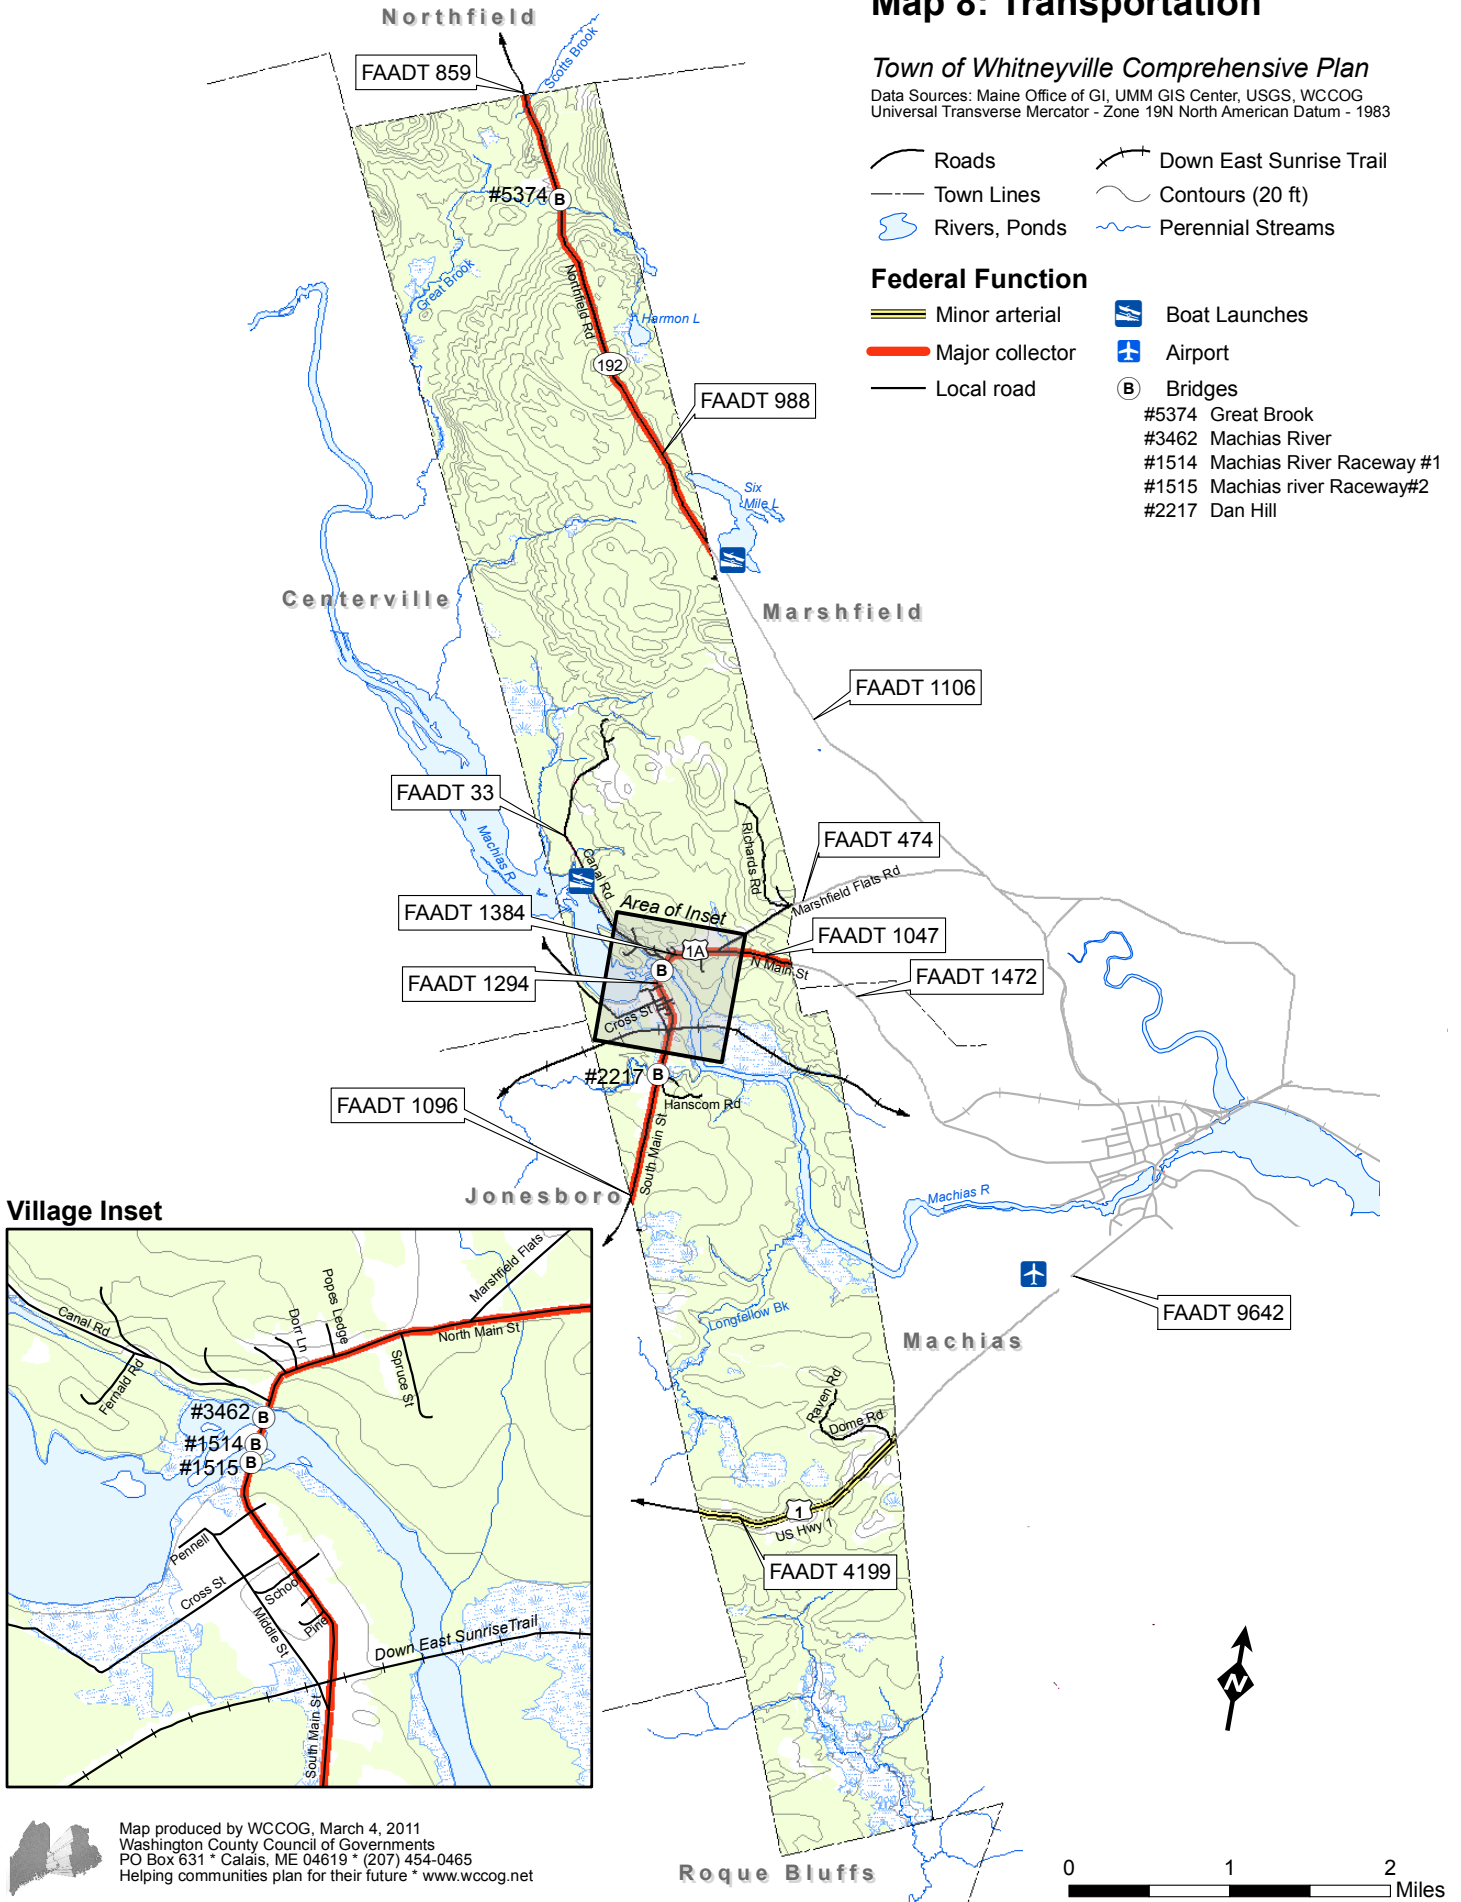 Map 8: Transportation
Town of Whitneyville Comprehensive Plan
Data Sources: Maine Office of GI, UMM GIS Center, USGS, WCCOG
Universal Transverse Mercator - Zone 19N North American Datum - 1983
Roads
Down East Sunrise Trail
Town Lines
Contours (20 ft)
Rivers, Ponds
Perennial Streams
Federal Function
Minor arterial
Boat Launches
Major collector
Airport
Local road
B Bridges
#5374 Great Brook
#3462 Machias River
#1514 Machias River Raceway #1
#1515 Machias river Raceway#2
#2217 Dan Hill
Northfield
FAADT 859
Scotts Brook
#5374 B
Great Brook
Northfield Rd
Harmon L
192
FAADT 988
Six
Mile L
Centerville
Marshfield
FAADT 1106
FAADT 33
Machias R
Canal Rd
Richards Rd
FAADT 474
Marshfield Flats Rd
FAADT 1384
Area of Inset
1A
FAADT 1047
N Main St
B
FAADT 1294
FAADT 1472
Cross St
#2217 B
Hanscom Rd
FAADT 1096
South Main St
Jonesboro
Machias R
FAADT 9642
Longfellow Bk
Machias
Raven Rd
Dome Rd
1
US Hwy 1
FAADT 4199
Roque Bluffs
Village Inset
Marshfield Flats
Popes Ledge
Canal Rd
Dorr Ln
North Main St
Fernald Rd
Spruce St
#3462 B
#1514 B
#1515 B
Pennell
Cross St
School
Middle St
Pine
Down East SunriseTrail
South Main St
N
Map produced by WCCOG, March 4, 2011
Washington County Council of Governments
PO Box 631 * Calais, ME 04619 * (207) 454-0465
Helping communities plan for their future * www.wccog.net
0 1 2
Miles